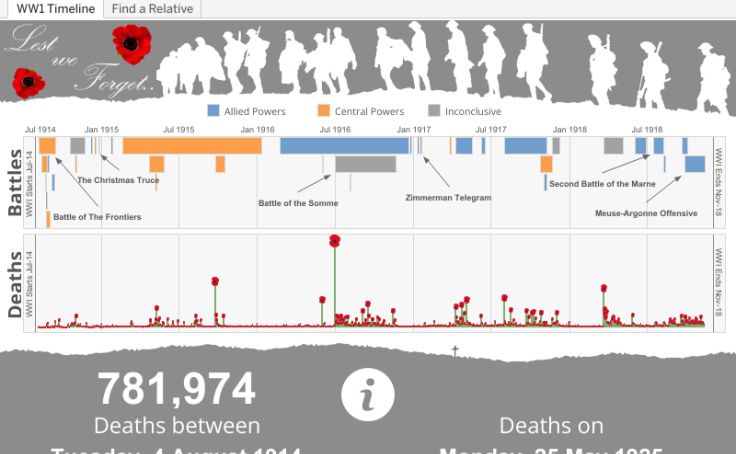 WW1 Timeline
Find a Relative
Lest
we
Forget..
Allied Powers
Central Powers
Inconclusive
Jul 1914
Jan 1915
Jul 1915
Jan 1916
Jul 1916
Jan 1917
Jul 1917
Jan 1918
Jul 1918
Battles
WWI Starts Jul-14
The Christmas Truce
Battle of The Frontiers
Battle of the Somme
Zimmerman Telegram
Second Battle of the Marne
Meuse-Argonne Offensive
WWI Ends Nov-18
Deaths
WWI Starts Jul-14
WWI Ends Nov-18
781,974
i
Deaths between
Deaths on
Tuesday, 4 August 1914
Monday, 25 May 1925